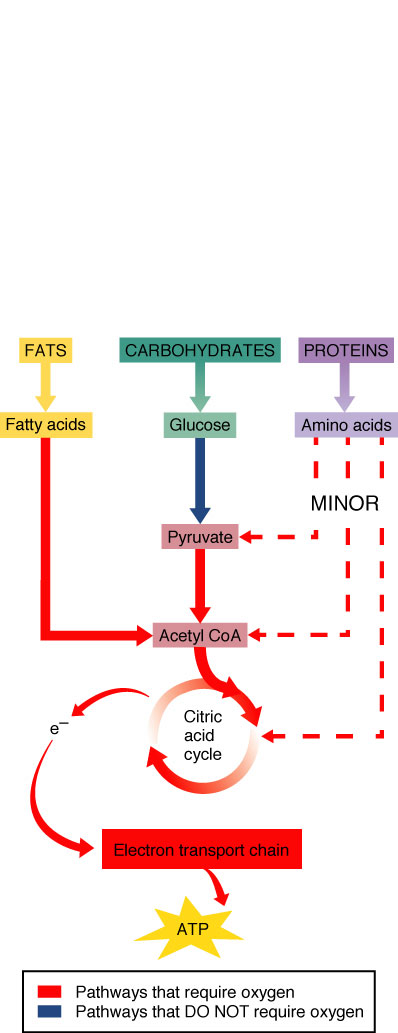 FATS
CARBOHYDRATES
PROTEINS
Fatty acids
Glucose
Amino acids
MINOR
Pyruvate
Acetyl CoA
Citric
acid
cycle
e⁻
Electron transport chain
ATP
Pathways that require oxygen
Pathways that DO NOT require oxygen